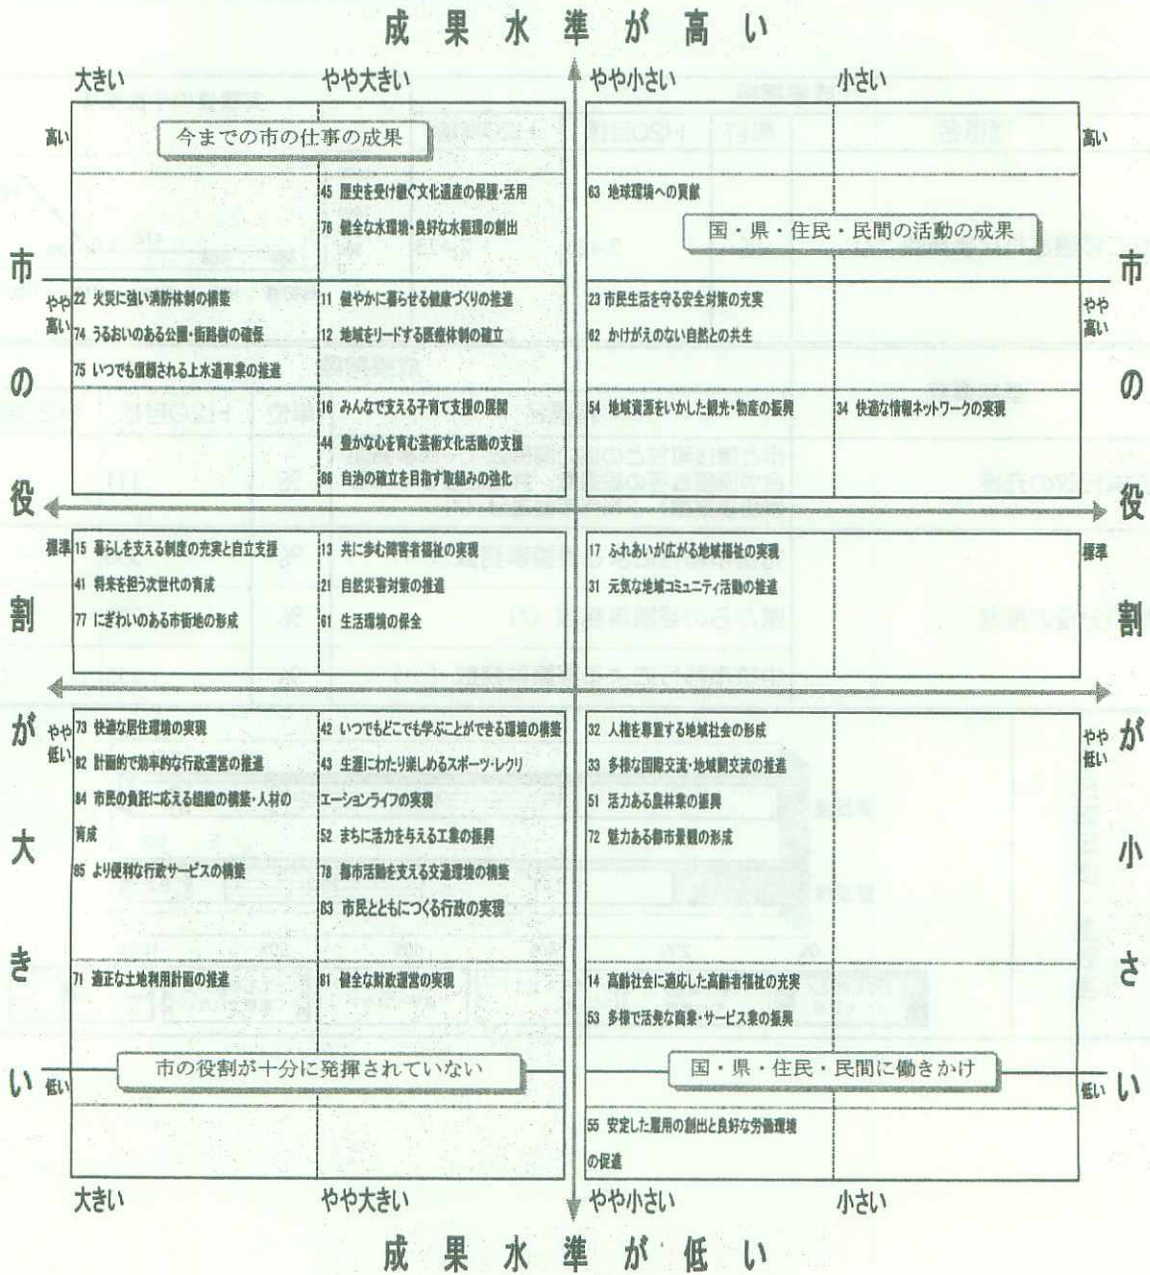 成果水準が高い
大きい
やや大きい
やや小さい
小さい
高い
今までの市の仕事の成果
高い
45 歴史を受け継ぐ文化遺産の保護・活用
63 地球環境への貢献
76 健全な水環境・良好な水循環の創出
国・県・住民・民間の活動の成果
市の役割が大きい
市の役割が小さい
やや高い
22 火災に強い消防体制の構築
11 健やかに暮らせる健康づくりの推進
23 市民生活を守る安全対策の充実
やや高い
74 うるおいのある公園・街路樹の確保
12 地域をリードする医療体制の確立
62 かけがえのない自然との共生
75 いつでも信頼される上水道事業の推進
16 みんなで支える子育て支援の展開
54 地域資源をいかした観光・物産の振興
34 快適な情報ネットワークの実現
44 豊かな心を育む芸術文化活動の支援
86 自治の確立を目指す取組みの強化
標準
15 暮らしを支える制度の充実と自立支援
13 共に歩む障害者福祉の実現
17 ふれあいが広がる地域福祉の実現
標準
41 将来を担う次世代の育成
21 自然災害対策の推進
31 元気な地域コミュニティ活動の推進
77 にぎわいのある市街地の形成
61 生活環境の保全
やや低い
73 快適な居住環境の実現
42 いつでもどこでも学ぶことができる環境の構築
32 人権を尊重する地域社会の形成
やや低い
82 計画的で効率的な行政運営の推進
43 生涯にわたり楽しめるスポーツ・レクリ
33 多様な国際交流・地域間交流の推進
84 市民の負託に応える組織の構築・人材の
エーションライフの実現
51 活力ある農林業の振興
育成
52 まちに活力を与える工業の振興
72 魅力ある都市景観の形成
85 より便利な行政サービスの構築
78 都市活動を支える交通環境の構築
83 市民とともにつくる行政の実現
71 適正な土地利用計画の推進
81 健全な財政運営の実現
14 高齢社会に適応した高齢者福祉の充実
53 多様で活発な商業・サービス業の振興
市の役割が十分に発揮されていない
国・県・住民・民間に働きかけ
低い
低い
55 安定した雇用の創出と良好な労働環境
の促進
大きい
やや大きい
やや小さい
小さい
成果水準が低い